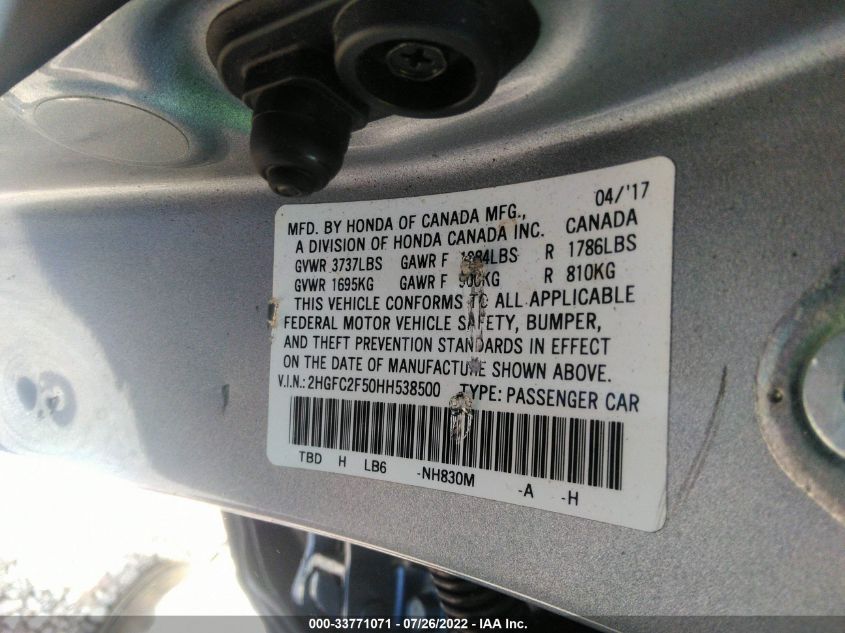 04/'17
MFD. BY HONDA OF CANADA MFG.,
A DIVISION OF HONDA CANADA INC. CANADA
GVWR 3737LBS GAWR F LBS R 1786LBS
GVWR 1695KG GAWR F KG R 810KG
THIS VEHICLE CONFORMS TO ALL APPLICABLE
FEDERAL MOTOR VEHICLE SAFETY, BUMPER,
AND THEFT PREVENTION STANDARDS IN EFFECT
ON THE DATE OF MANUFACTURE SHOWN ABOVE.
V.I.N.: 2HGFC2F50HH538500 TYPE: PASSENGER CAR
TBD H LB6 -NH830M -A -H
000-33771071 - 07/26/2022 - IAA Inc.